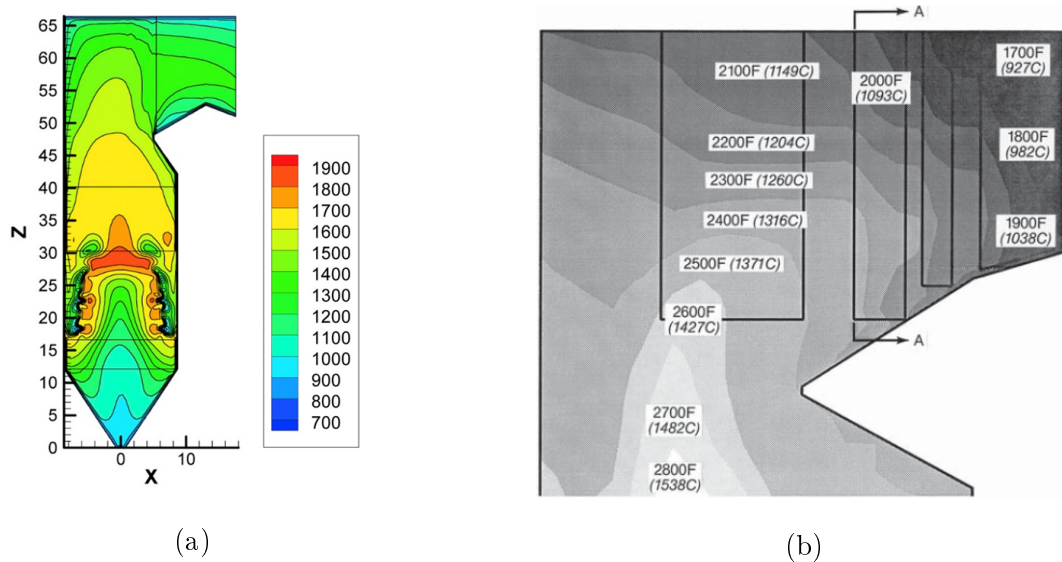 65
60
55
50
45
40
35
30
25
20
15
10
5
0
Z
0 10
X
1900
1800
1700
1600
1500
1400
1300
1200
1100
1000
900
800
700
(a)
A
1700F
(927C)
2100F (1149C)
2000F
(1093C)
1800F
(982C)
2200F (1204C)
2300F (1260C)
2400F (1316C)
1900F
(1038C)
2500F (1371C)
2600F
(1427C)
A
2700F
(1482C)
2800F
(1538C)
(b)